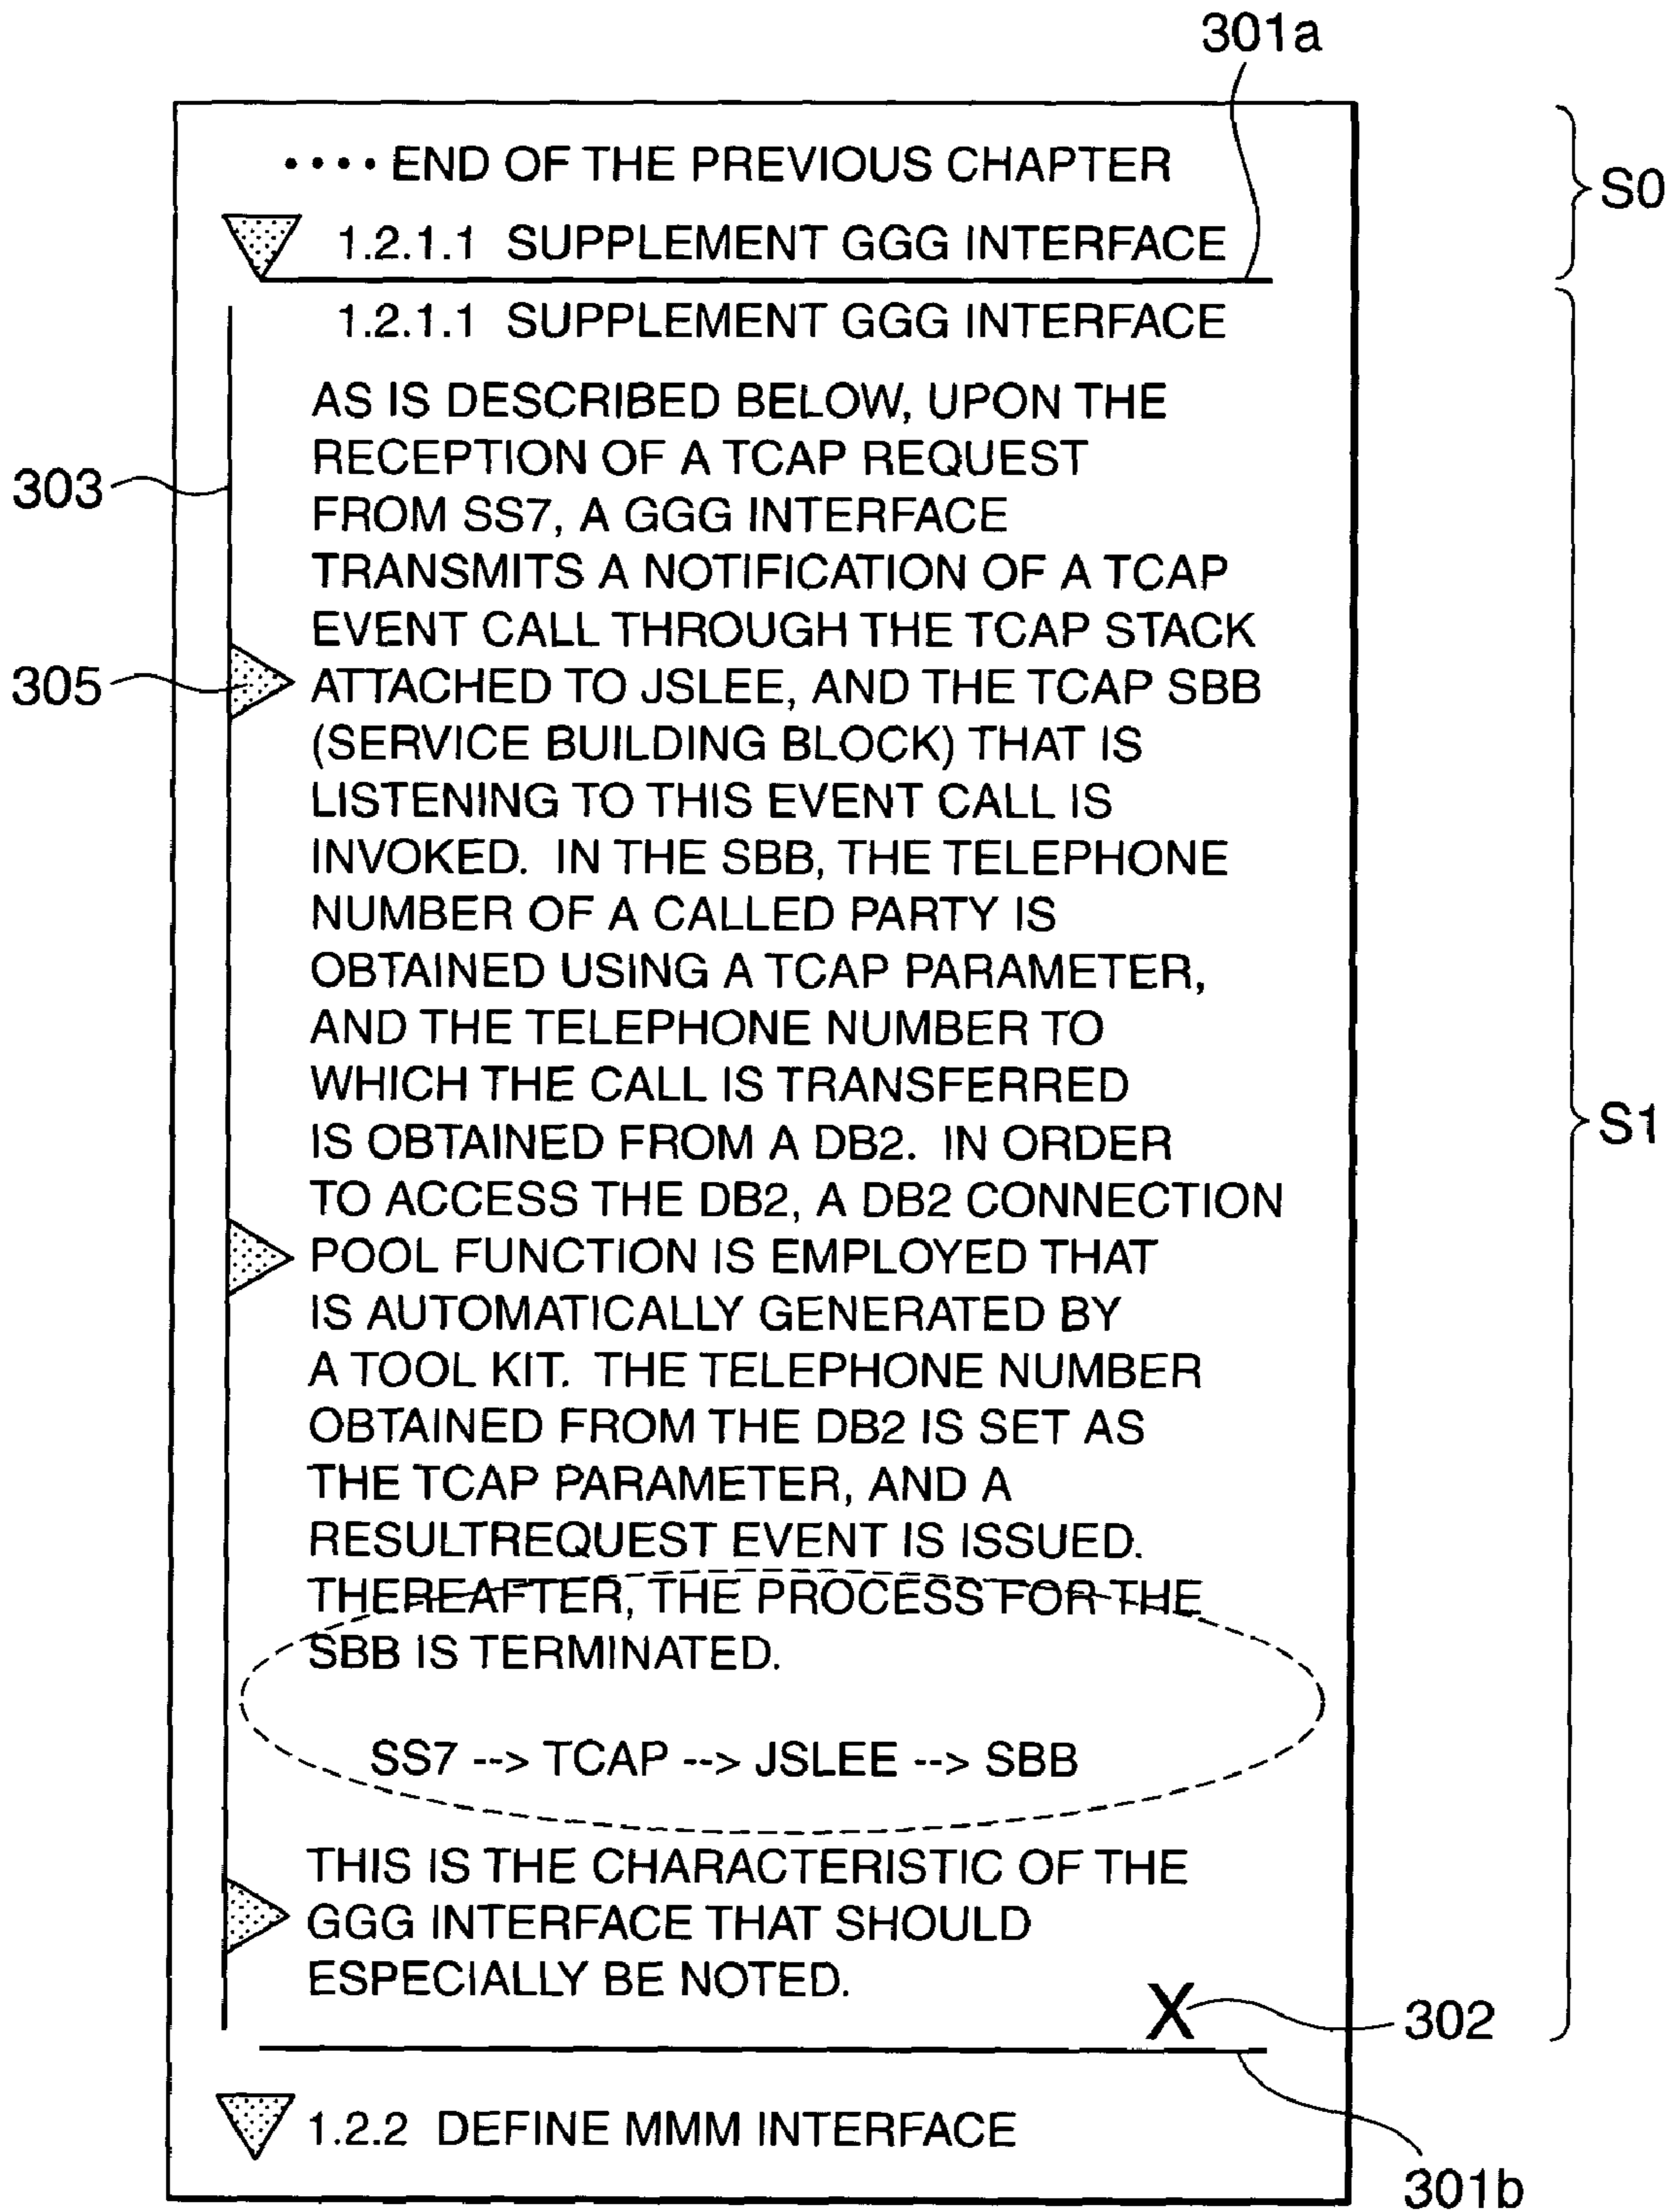 301a
•••• END OF THE PREVIOUS CHAPTER
S0
1.2.1.1 SUPPLEMENT GGG INTERFACE
1.2.1.1 SUPPLEMENT GGG INTERFACE
AS IS DESCRIBED BELOW, UPON THE
RECEPTION OF A TCAP REQUEST
303
FROM SS7, A GGG INTERFACE
TRANSMITS A NOTIFICATION OF A TCAP
EVENT CALL THROUGH THE TCAP STACK
305
ATTACHED TO JSLEE, AND THE TCAP SBB
(SERVICE BUILDING BLOCK) THAT IS
LISTENING TO THIS EVENT CALL IS
INVOKED. IN THE SBB, THE TELEPHONE
NUMBER OF A CALLED PARTY IS
OBTAINED USING A TCAP PARAMETER,
AND THE TELEPHONE NUMBER TO
WHICH THE CALL IS TRANSFERRED
S1
IS OBTAINED FROM A DB2. IN ORDER
TO ACCESS THE DB2, A DB2 CONNECTION
POOL FUNCTION IS EMPLOYED THAT
IS AUTOMATICALLY GENERATED BY
A TOOL KIT. THE TELEPHONE NUMBER
OBTAINED FROM THE DB2 IS SET AS
THE TCAP PARAMETER, AND A
RESULTREQUEST EVENT IS ISSUED.
THEREAFTER, THE PROCESS FOR THE
SBB IS TERMINATED.
SS7 --> TCAP --> JSLEE --> SBB
THIS IS THE CHARACTERISTIC OF THE
GGG INTERFACE THAT SHOULD
ESPECIALLY BE NOTED.
X
302
1.2.2 DEFINE MMM INTERFACE
301b